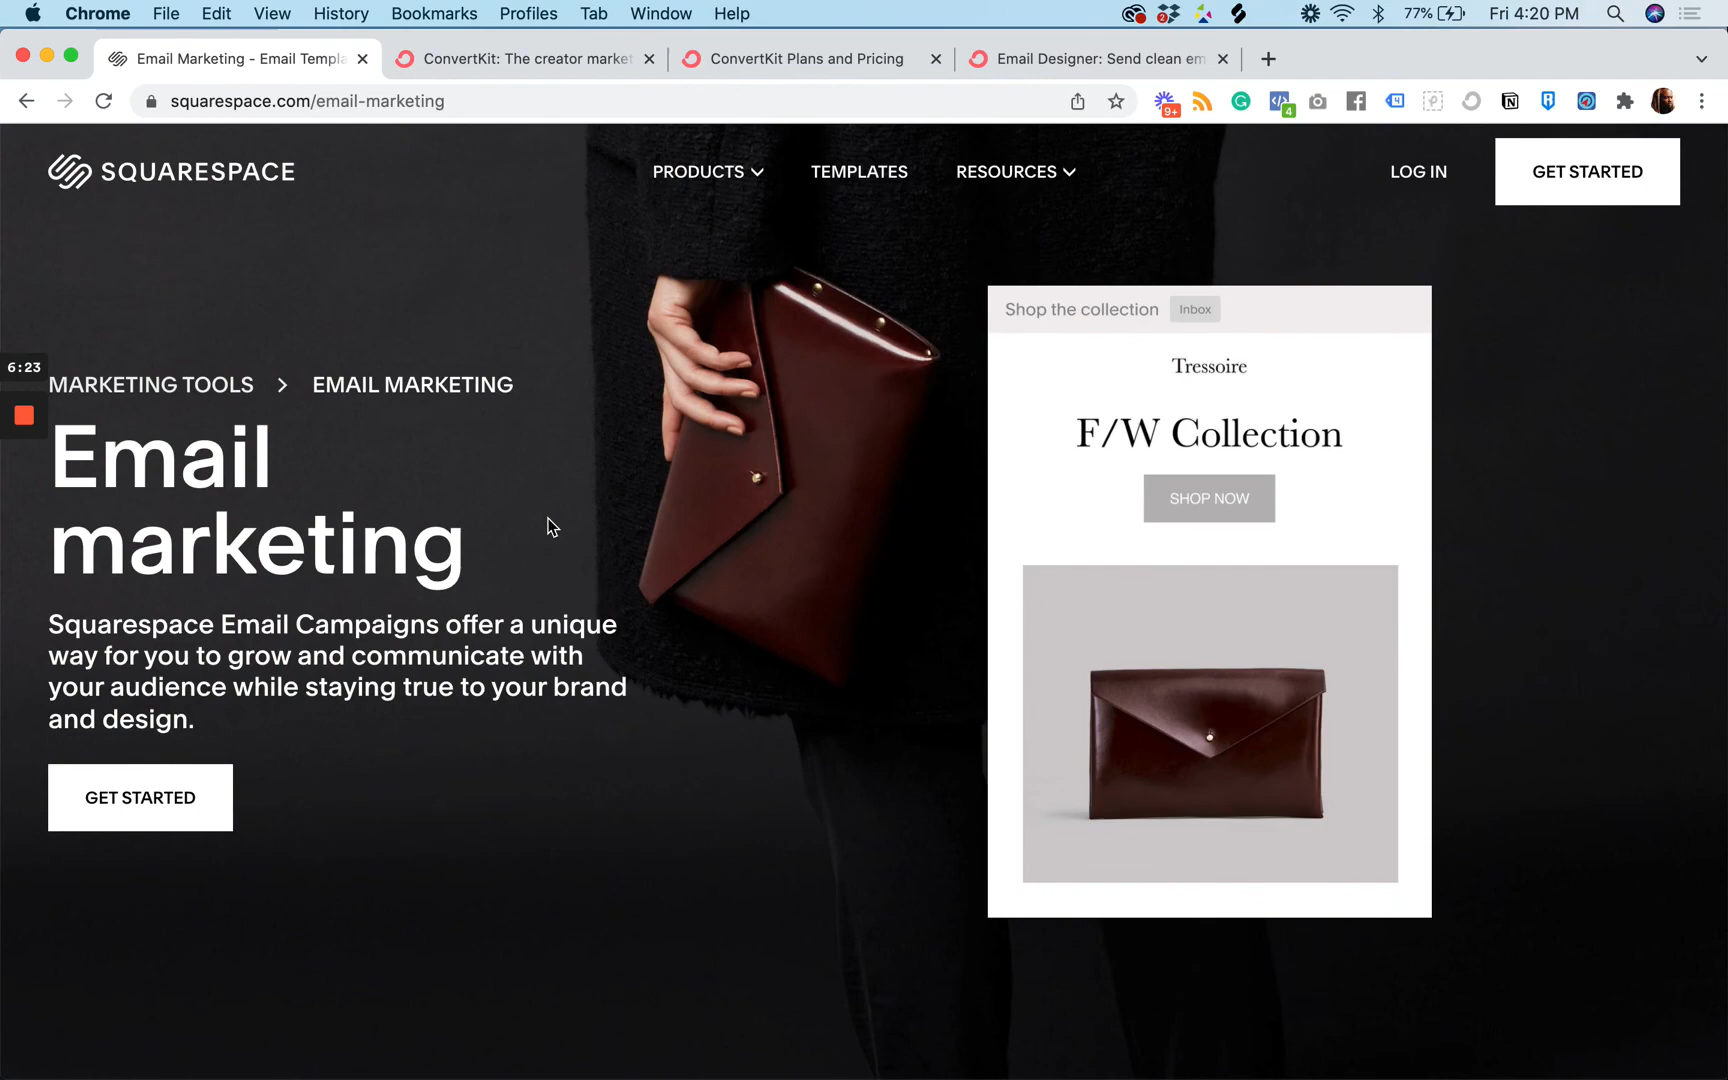 Chrome File Edit View History Bookmarks Profiles Tab Window Help 2 77% Fri 4:20 PM
Email Marketing - Email Templa ConvertKit: The creator market ConvertKit Plans and Pricing Email Designer: Send clean em
squarespace.com/email-marketing 9+ 4
SQUARESPACE PRODUCTS TEMPLATES RESOURCES LOG IN GET STARTED
Shop the collection Inbox
Tressoire
6:23
MARKETING TOOLS > EMAIL MARKETING
F/W Collection
Email
SHOP NOW
marketing
Squarespace Email Campaigns offer a unique
way for you to grow and communicate with
your audience while staying true to your brand
and design.
GET STARTED